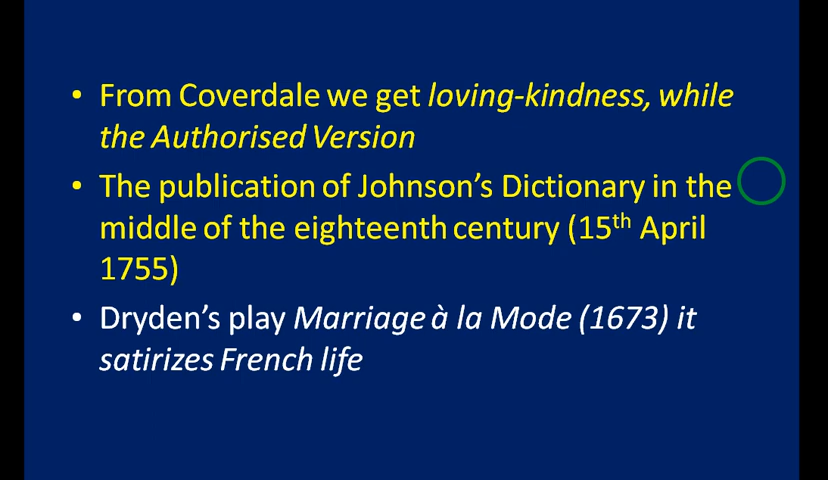 • From Coverdale we get loving-kindness, while
the Authorised Version
• The publication of Johnson's Dictionary in the
middle of the eighteenth century (15th April
1755)
• Dryden's play Marriage à la Mode (1673) it
satirizes French life